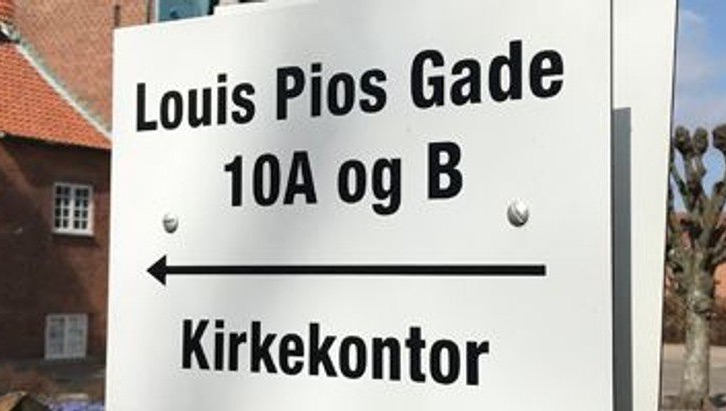 Louis Pios Gade
10A og B
Kirkekontor